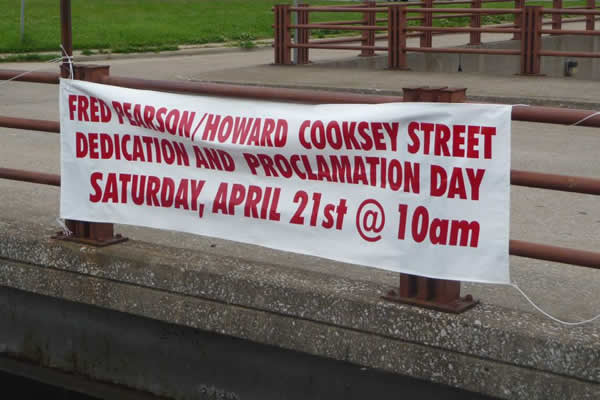 FRED PEARSON/HOWARD COOKSEY STREET
DEDICATION AND PROCLAMATION DAY
SATURDAY, APRIL 21st @ 10am